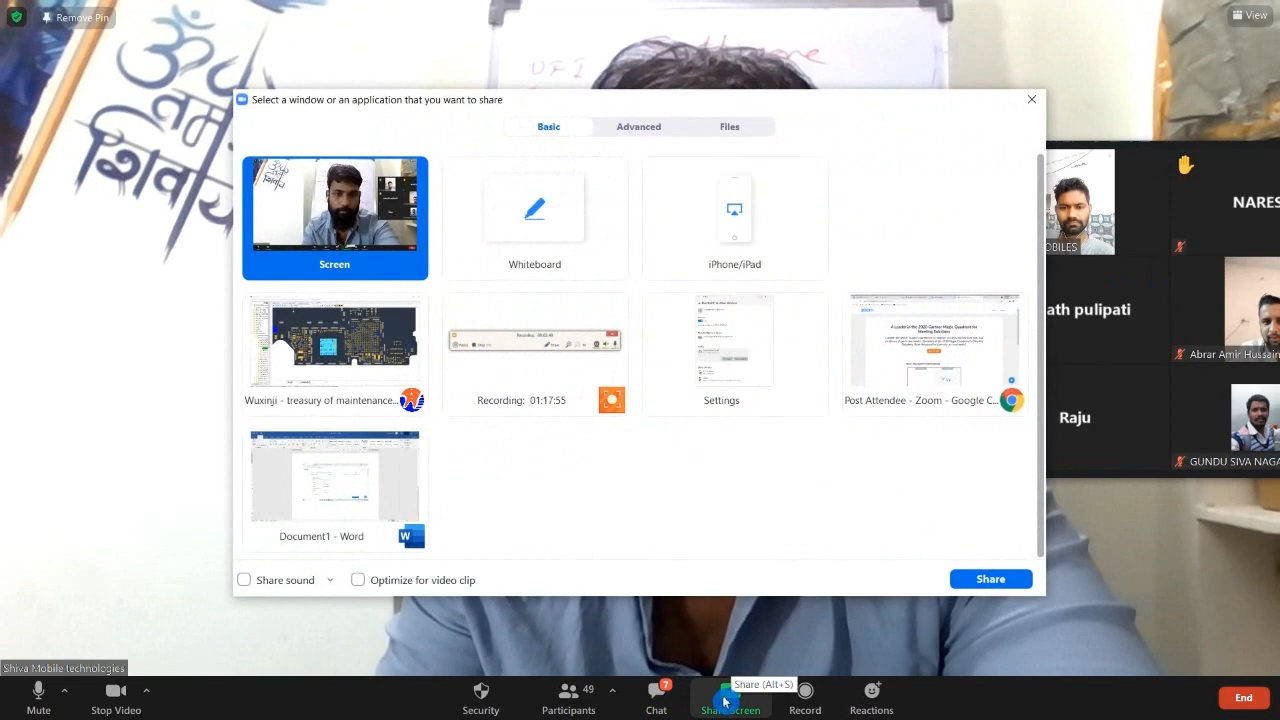 Remove Pin
View
ॐ
शिवाय
Software
Select a window or an application that you want to share
Basic
Advanced
Files
Screen
Whiteboard
iPhone/iPad
Wuxinji - treasury of maintenance...
Recording: 01:17:55
Settings
Post Attendee - Zoom - Google C...
Document1 - Word
Share sound
Optimize for video clip
Share
OBILES
NARES
ath pulipati
Abrar Amir Hussain
Raju
GUNDU SIVA NAGA
Shiva Mobile technologies
Share (Alt+S)
Mute
Stop Video
Security
49
Participants
7
Chat
Share Screen
Record
Reactions
End